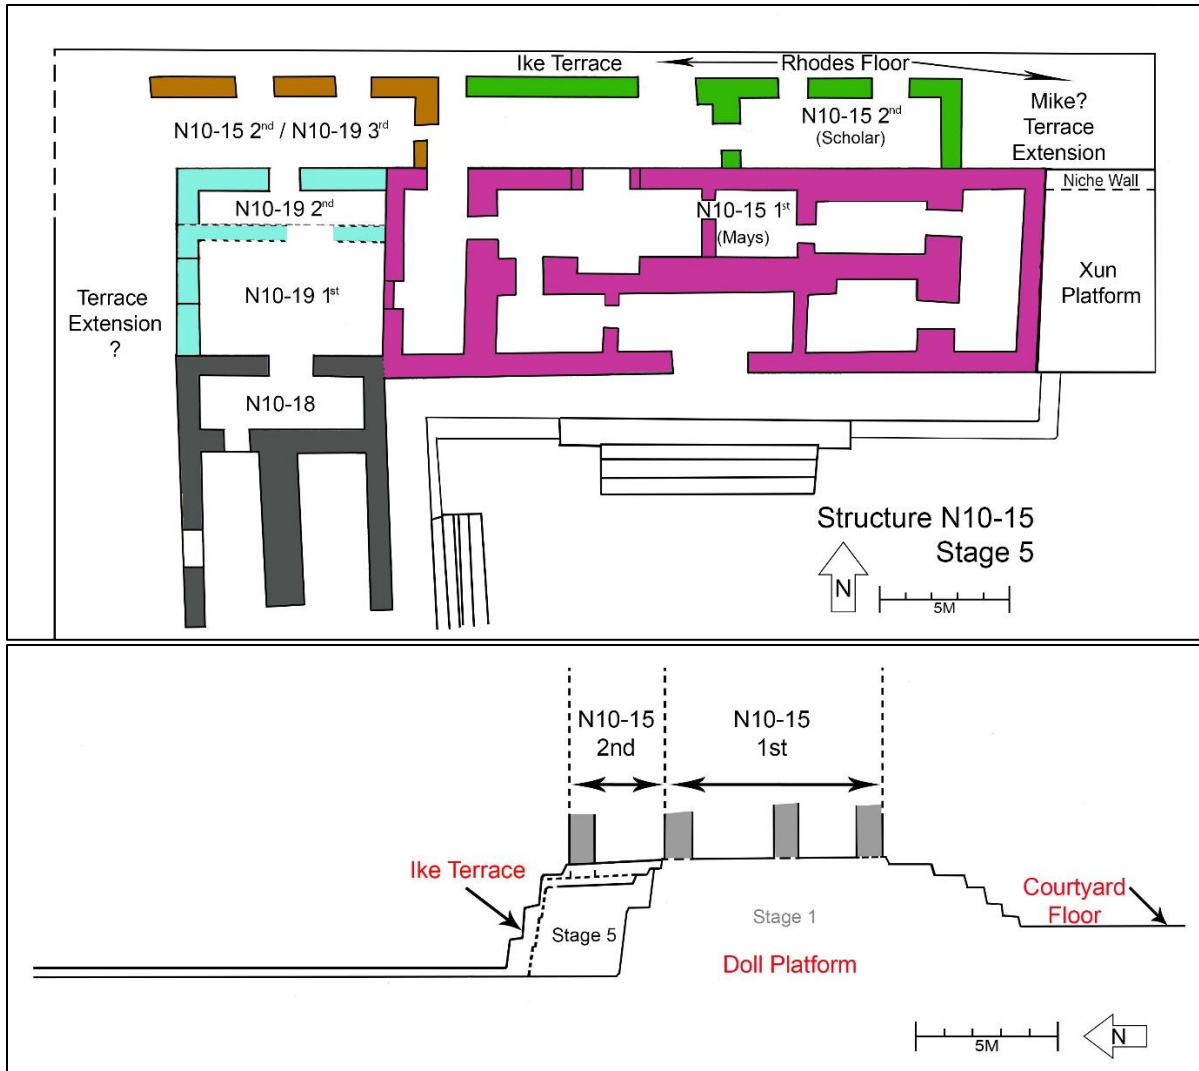 Ike Terrace
Rhodes Floor
N10-15 2nd / N10-19 3rd
N10-15 2nd
(Scholar)
Mike?
Terrace
Extension
Niche Wall
N10-19 2nd
N10-15 1st
(Mays)
Xun
Platform
Terrace
Extension
?
N10-19 1st
N10-18
Structure N10-15
Stage 5
N
5M
N10-15
2nd
N10-15
1st
Ike Terrace
Stage 5
Stage 1
Doll Platform
Courtyard
Floor
5M
N